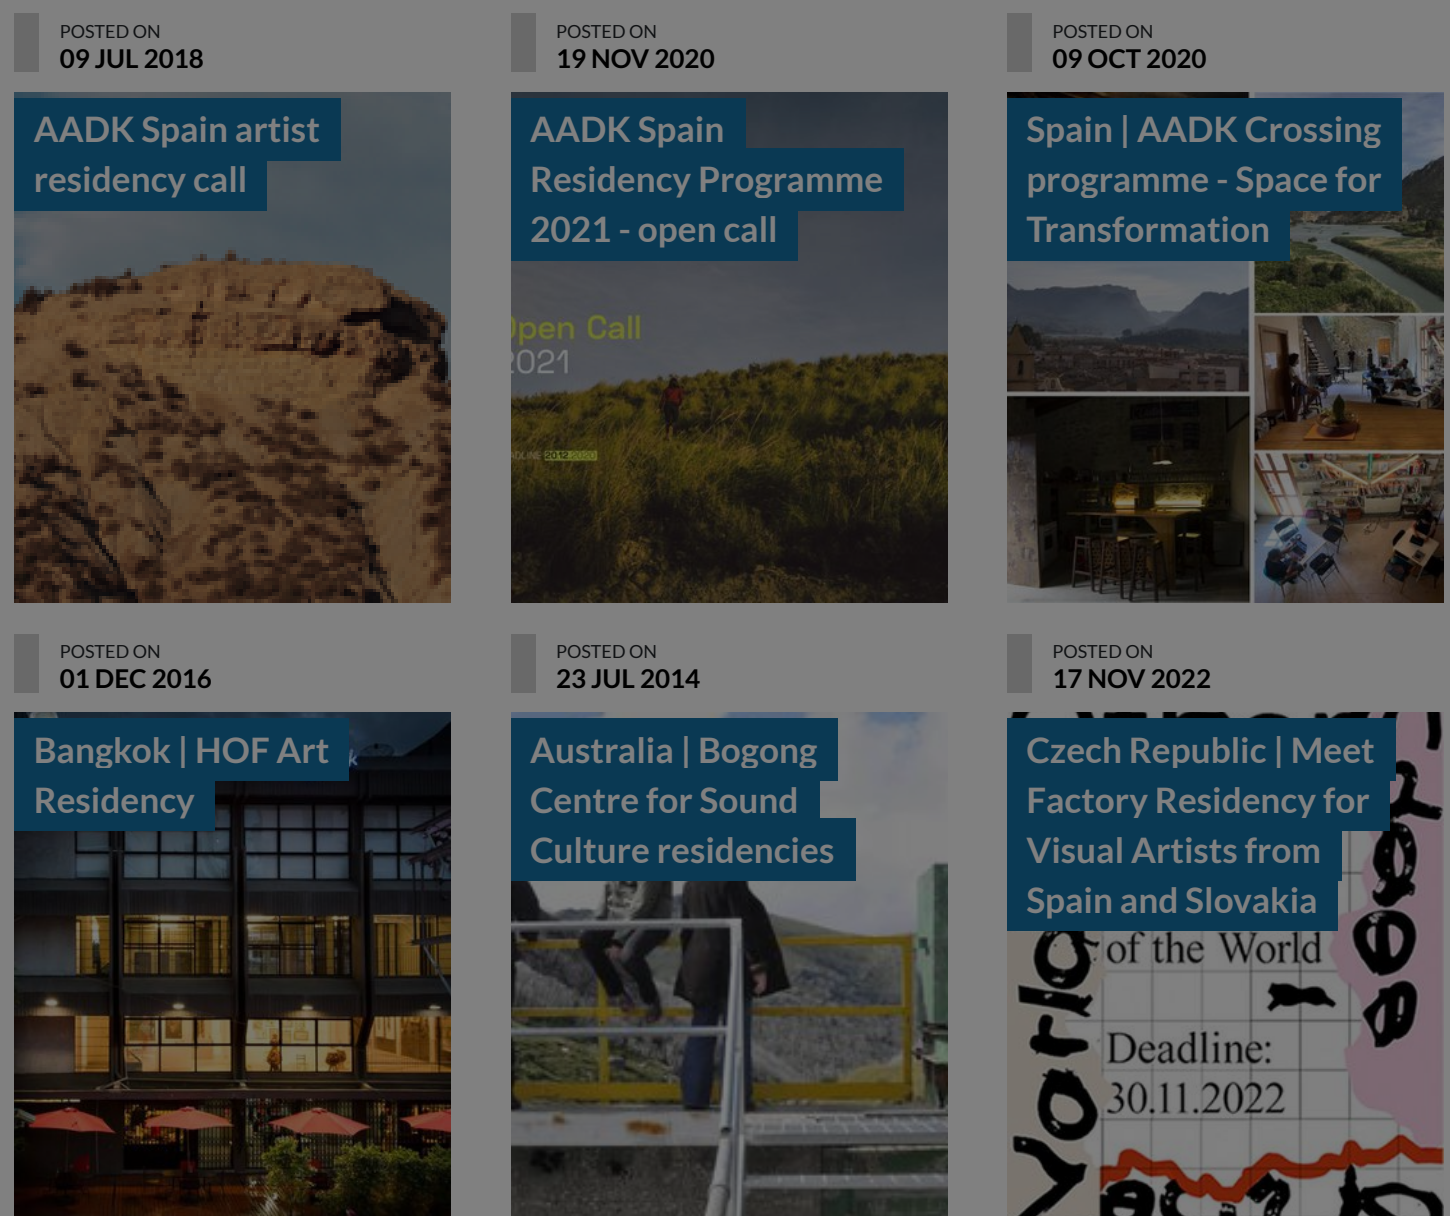 POSTED ON
09 JUL 2018
AADK Spain artist
residency call
POSTED ON
19 NOV 2020
AADK Spain
Residency Programme
2021 - open call
Open Call
2021
2012 2020
POSTED ON
09 OCT 2020
Spain | AADK Crossing
programme - Space for
Transformation
POSTED ON
01 DEC 2016
Bangkok | HOF Art
Residency
k
POSTED ON
23 JUL 2014
Australia | Bogong
Centre for Sound
Culture residencies
POSTED ON
17 NOV 2022
Czech Republic | Meet
Factory Residency for
Visual Artists from
Spain and Slovakia
of the World
Deadline:
30.11.2022